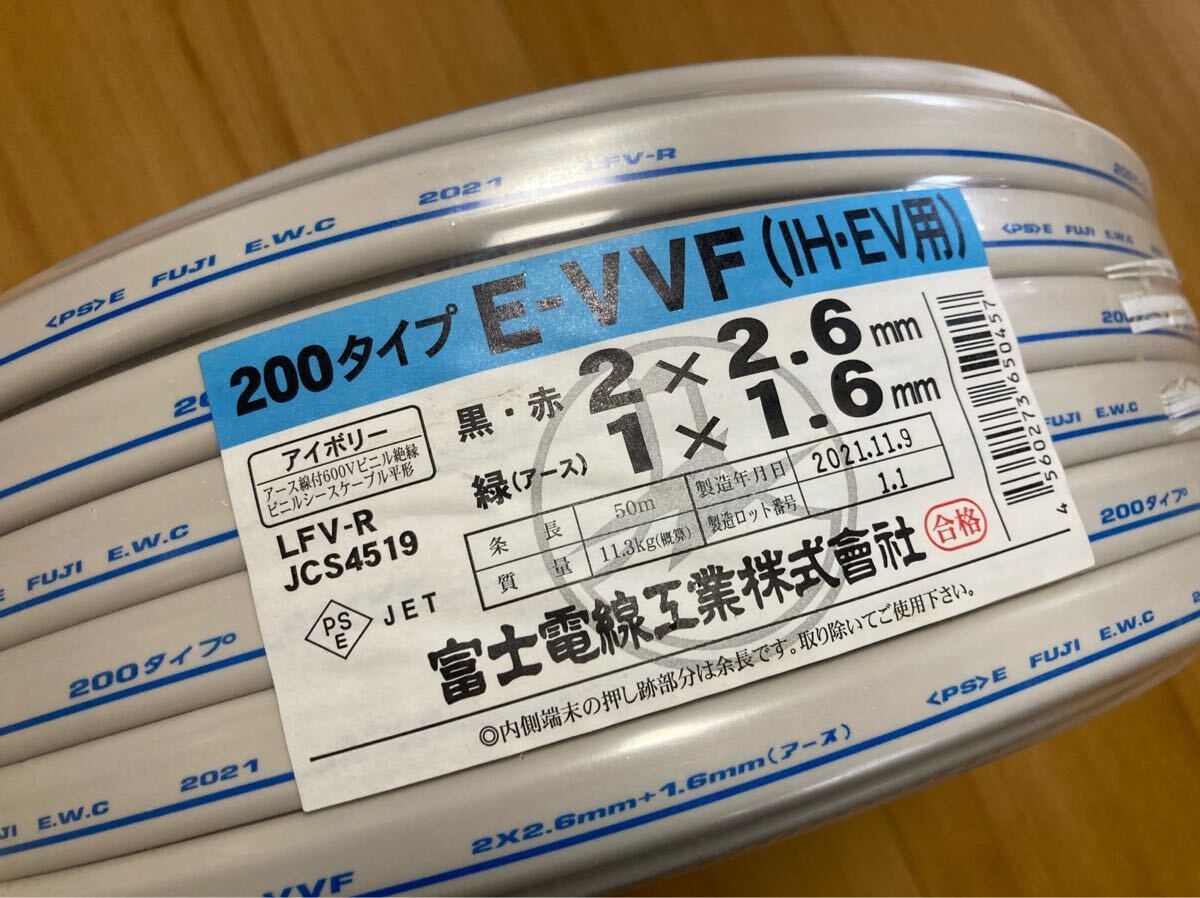 LFV-R
2021
<PS>E FUJI E.W.C
<PS>E FUJI E.W.C
200タイプ E-VVF (IH・EV用)
黒・赤 2×2.6mm
緑(アース) 1×1.6mm
アイボリー
アース線付600Vビニル絶縁
ビニルシースケーブル平形
LFV-R
JCS4519
PS
E
JET
条長 50m 製造年月日 2021.11.9
質量 11.3kg(概算) 製造ロット番号 1.1
富士電線工業株式會社 合格
◎内側端末の押し跡部分は余長です。取り除いてご使用下さい。
4560273650457
FUJI E.W.C
E FUJI E.W.C
200タイプ
200タイプ
2021
E.W.C
<PS>E FUJI E.W.C
2X2.6mm+1.6mm(アース)
VVF